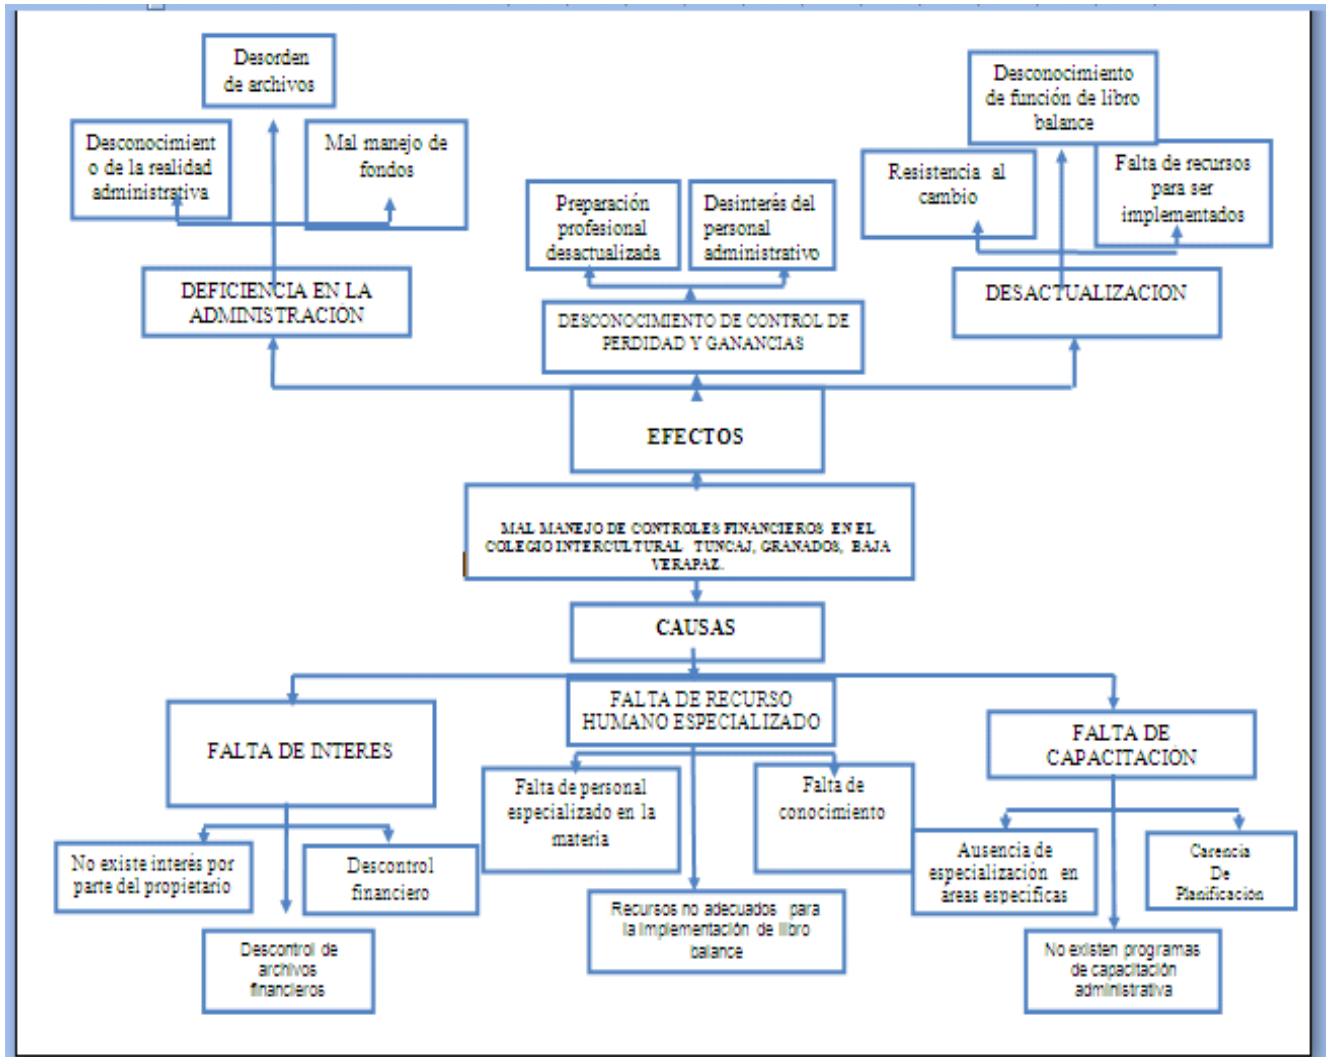 Desorden
de archivos
Desconocimient
o de la realidad
administrativa
Mal manejo de
fondos
Desconocimiento
de función de libro
balance
Resistencia al
cambio
Falta de recursos
para ser
implementados
Preparación
profesional
desactualizada
Desinterés del
personal
administrativo
DEFICIENCIA EN LA
ADMINISTRACIÓN
DESCONOCIMIENTO DE CONTROL DE
PERDIDAD Y GANANCIAS
DESACTUALIZACION
EFECTOS
MAL MANEJO DE CONTROLES FINANCIEROS EN EL
COLEGIO INTERCULTURAL TUNCAJ, GRANADOS, BAJA
VERAPAZ.
CAUSAS
FALTA DE INTERES
FALTA DE RECURSO
HUMANO ESPECIALIZADO
FALTA DE
CAPACITACIÓN
No existe interés por
parte del propietario
Descontrol
financiero
Descontrol de
archivos
financieros
Falta de personal
especializado en la
materia
Falta de
conocimiento
Recursos no adecuados para
la implementación de libro
balance
Ausencia de
especialización en
áreas especificas
Carencia
De
Planificación
No existen programas
de capacitación
administrativa